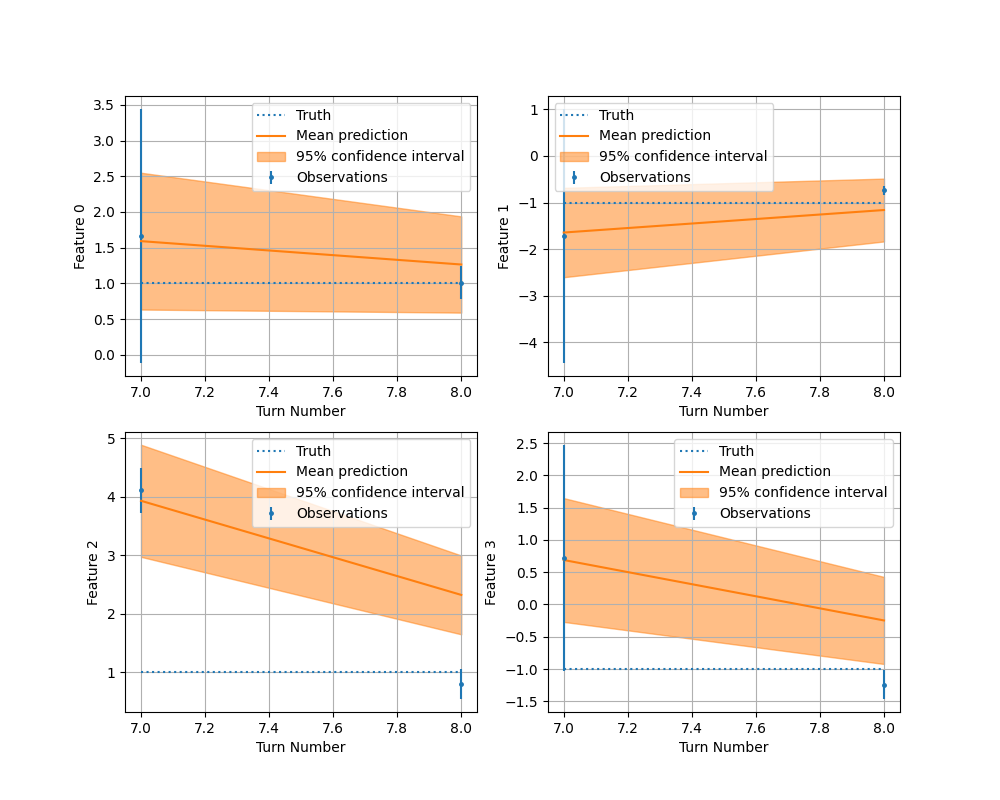 3.5
3.0
2.5
2.0
1.5
1.0
0.5
0.0
Feature 0
Truth
Mean prediction
95% confidence interval
Observations
7.0 7.2 7.4 7.6 7.8 8.0
Turn Number
1
0
−1
−2
−3
−4
Feature 1
Truth
Mean prediction
95% confidence interval
Observations
7.0 7.2 7.4 7.6 7.8 8.0
Turn Number
5
4
3
2
1
Feature 2
Truth
Mean prediction
95% confidence interval
Observations
7.0 7.2 7.4 7.6 7.8 8.0
Turn Number
2.5
2.0
1.5
1.0
0.5
0.0
−0.5
−1.0
−1.5
Feature 3
Truth
Mean prediction
95% confidence interval
Observations
7.0 7.2 7.4 7.6 7.8 8.0
Turn Number